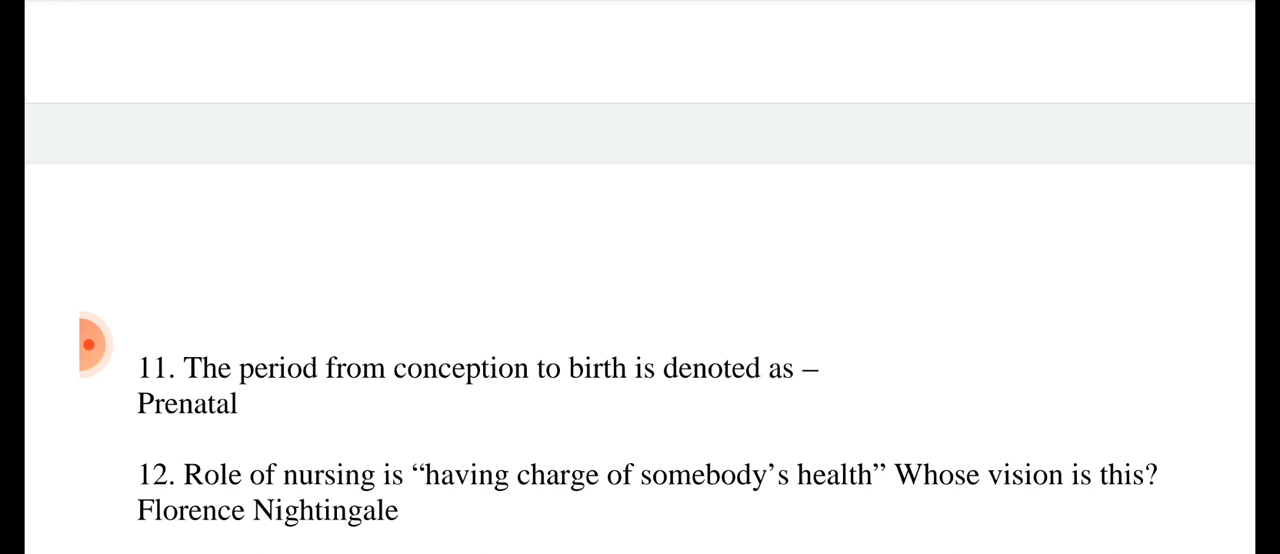 11. The period from conception to birth is denoted as –
Prenatal
12. Role of nursing is “having charge of somebody’s health” Whose vision is this?
Florence Nightingale